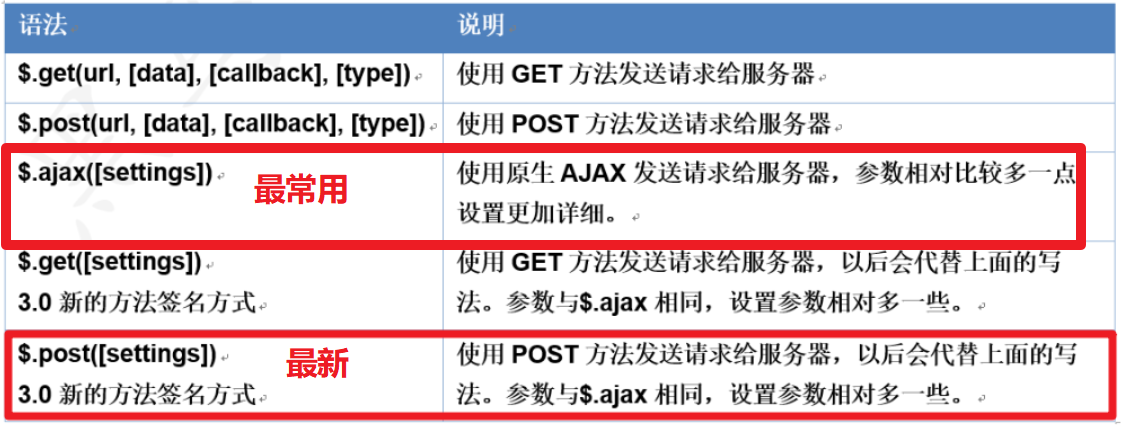 语法 说明
$.get(url, [data], [callback], [type]) 使用 GET 方法发送请求给服务器
$.post(url, [data], [callback], [type]) 使用 POST 方法发送请求给服务器
$.ajax([settings]) 最常用 使用原生 AJAX 发送请求给服务器，参数相对比较多一点
设置更加详细。
$.get([settings]) 使用 GET 方法发送请求给服务器，以后会代替上面的写
3.0 新的方法签名方式 法。参数与$.ajax 相同，设置参数相对多一些。
$.post([settings]) 最新 使用 POST 方法发送请求给服务器，以后会代替上面的写
3.0 新的方法签名方式 法。参数与$.ajax 相同，设置参数相对多一些。